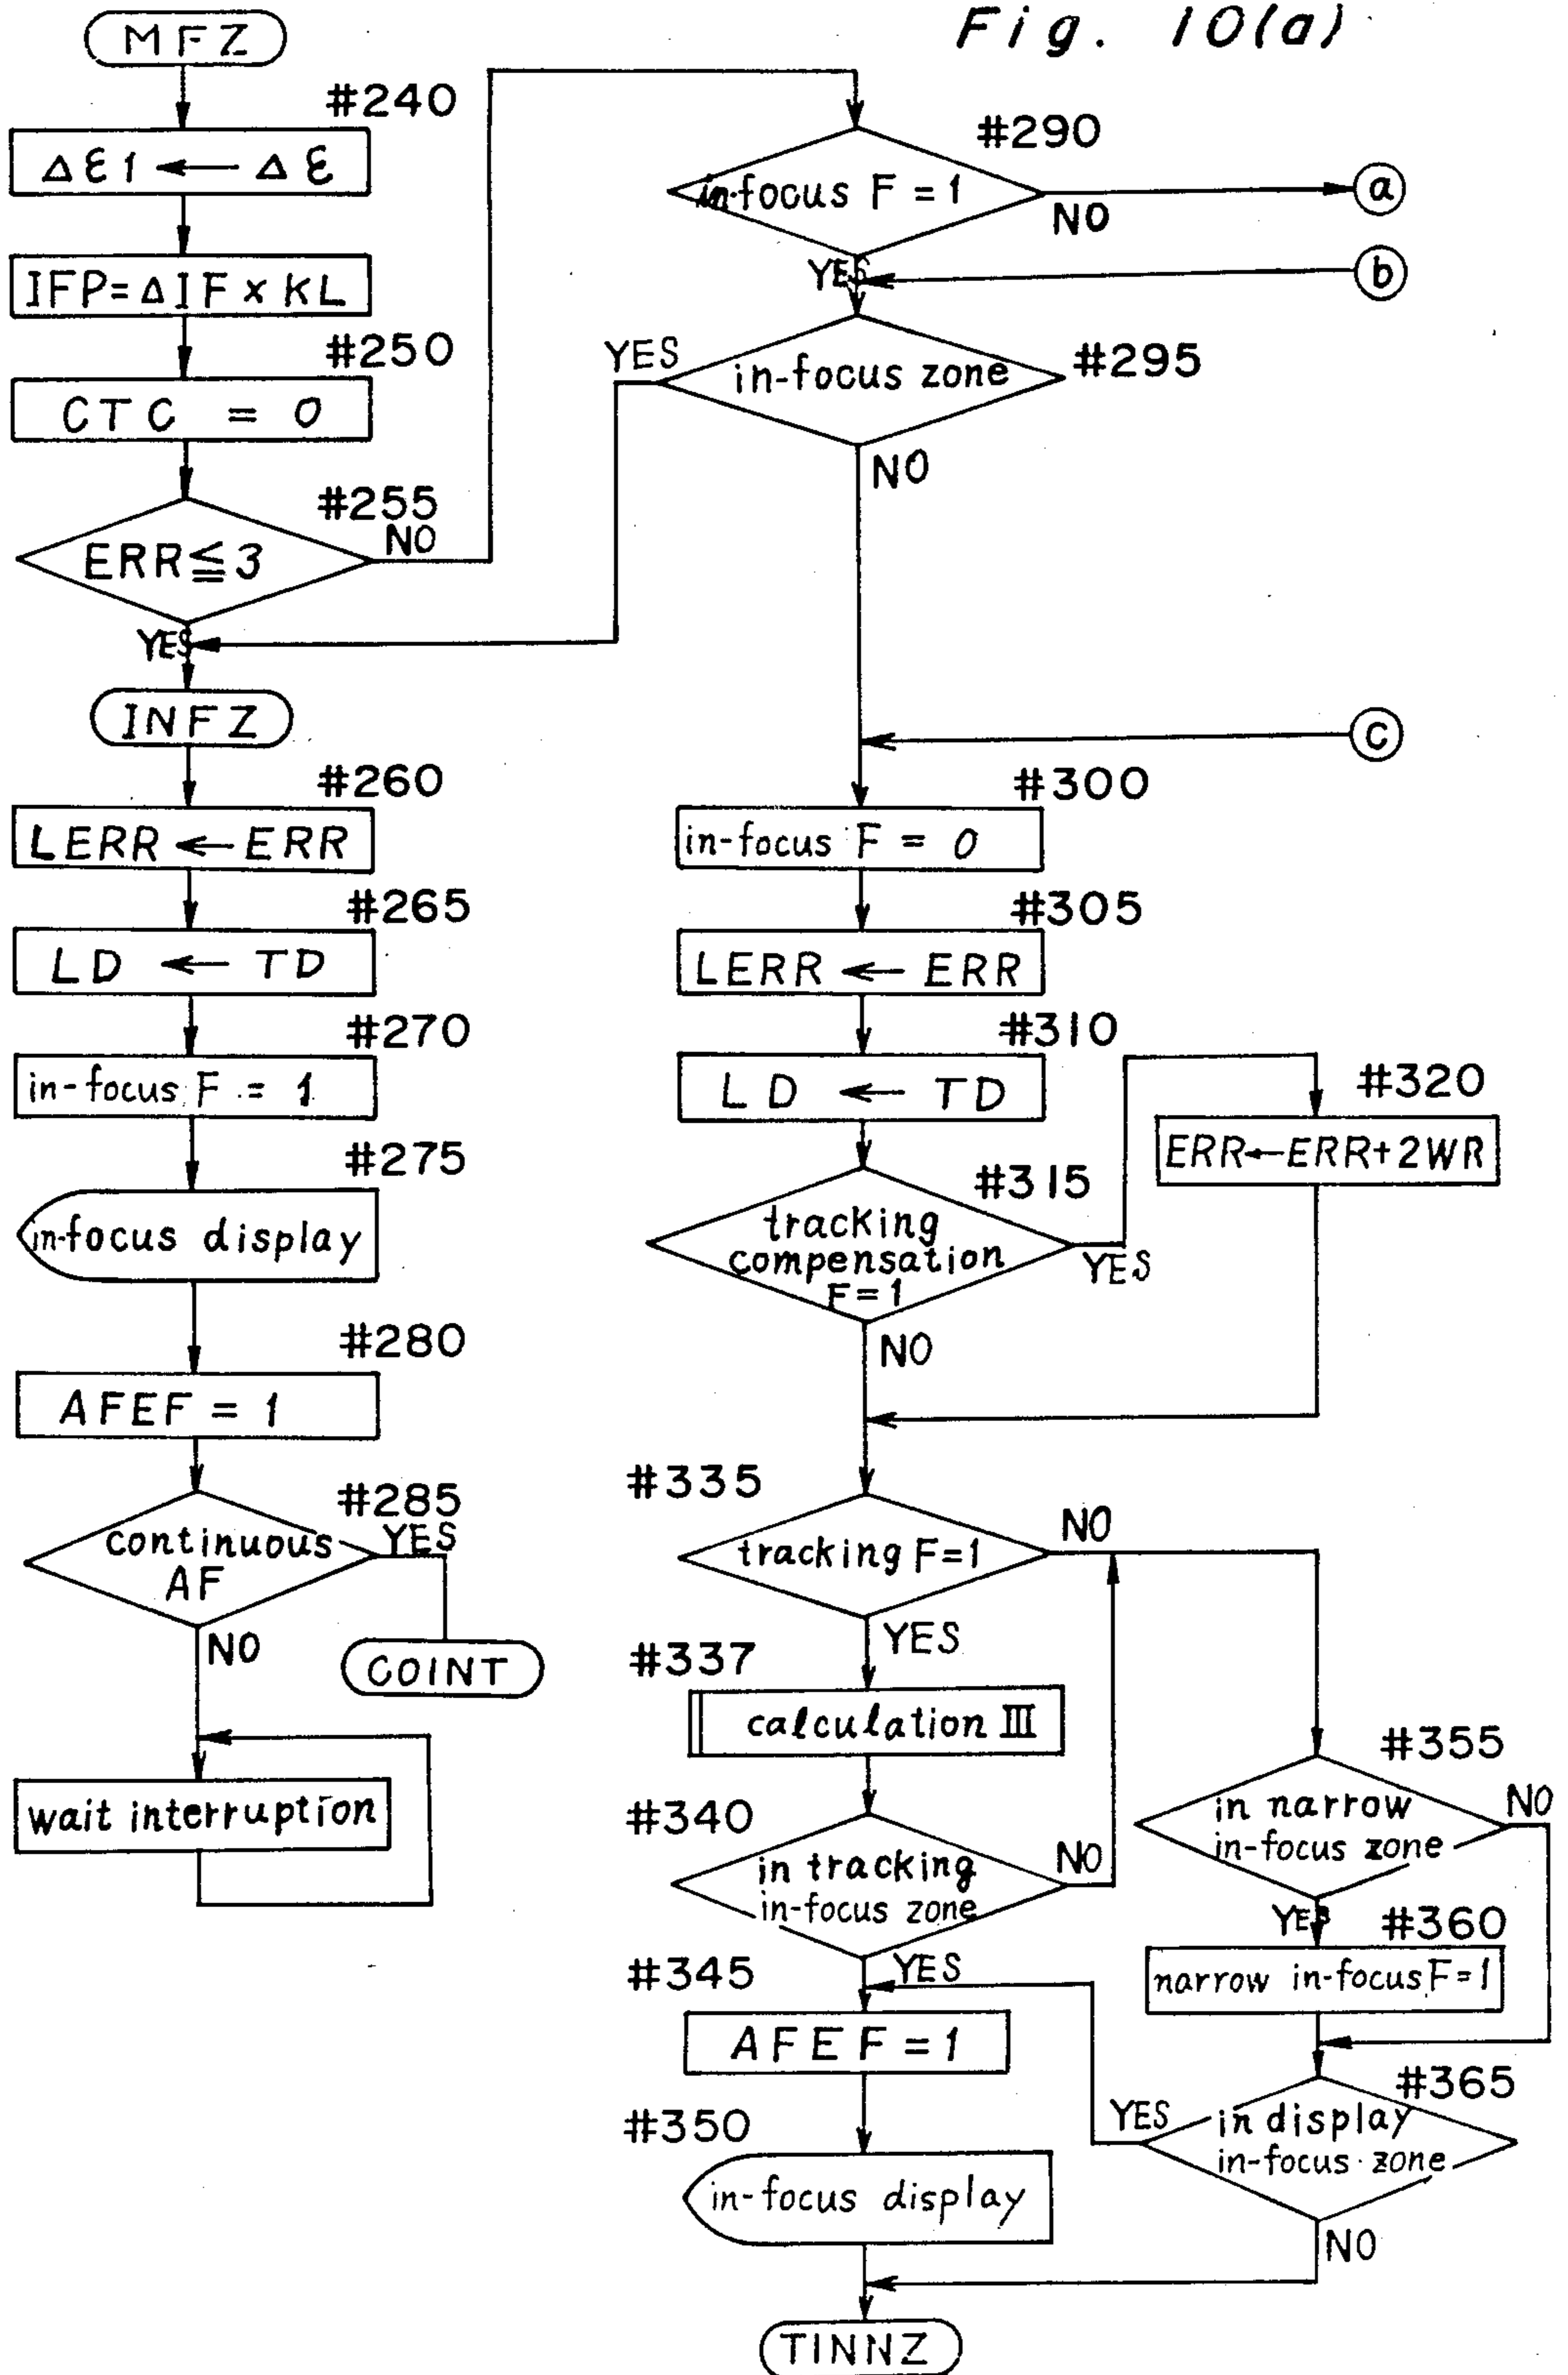 Fig. 10(a)
MFZ
#240
Δε1 ← Δε
IFP=ΔIF×KL
#250
CTC = 0
#255
ERR≦3
NO
YES
INFZ
#260
LERR ← ERR
#265
LD ← TD
#270
in-focus F = 1
#275
in-focus display
#280
AFEF = 1
#285
continuous
AF
YES
COINT
NO
wait interruption
#290
in-focus F = 1
NO
a
YES
b
#295
in-focus zone
YES
NO
c
#300
in-focus F = 0
#305
LERR ← ERR
#310
LD ← TD
#315
tracking
compensation
F=1
YES
#320
ERR←ERR+2WR
NO
#335
tracking F=1
NO
YES
#337
calculation III
#340
in tracking
in-focus zone
NO
YES
#345
AFEF=1
#350
in-focus display
#355
in narrow
in-focus zone
NO
YES
#360
narrow in-focus F=1
#365
in display
in-focus zone
YES
NO
TINNZ